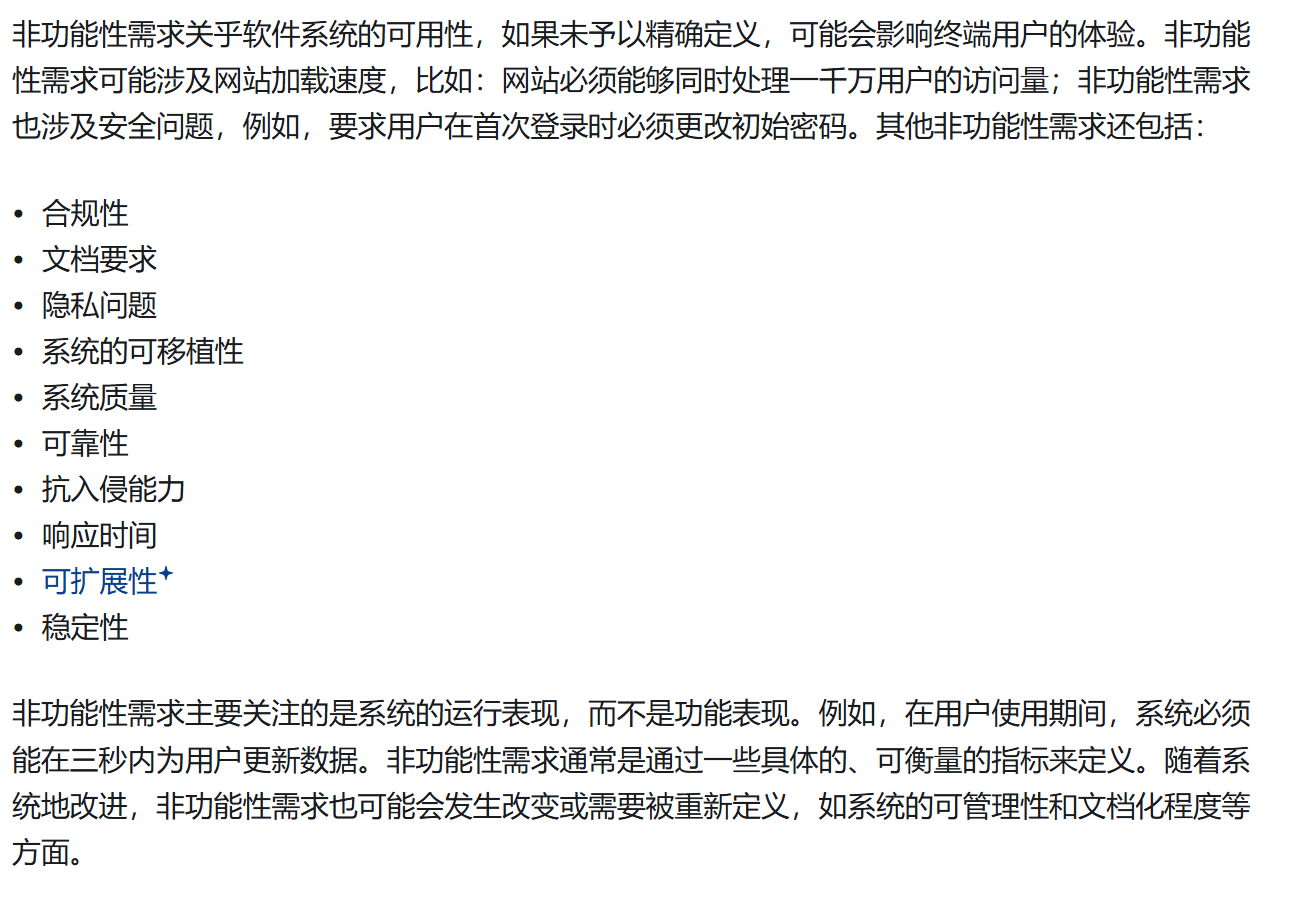 非功能性需求关乎软件系统的可用性，如果未予以精确定义，可能会影响终端用户的体验。非功能
性需求可能涉及网站加载速度，比如：网站必须能够同时处理一千万用户的访问量；非功能性需求
也涉及安全问题，例如，要求用户在首次登录时必须更改初始密码。其他非功能性需求还包括：
• 合规性
• 文档要求
• 隐私问题
• 系统的可移植性
• 系统质量
• 可靠性
• 抗入侵能力
• 响应时间
• 可扩展性
• 稳定性
非功能性需求主要关注的是系统的运行表现，而不是功能表现。例如，在用户使用期间，系统必须
能在三秒内为用户更新数据。非功能性需求通常是通过一些具体的、可衡量的指标来定义。随着系
统地改进，非功能性需求也可能会发生改变或需要被重新定义，如系统的可管理性和文档化程度等
方面。